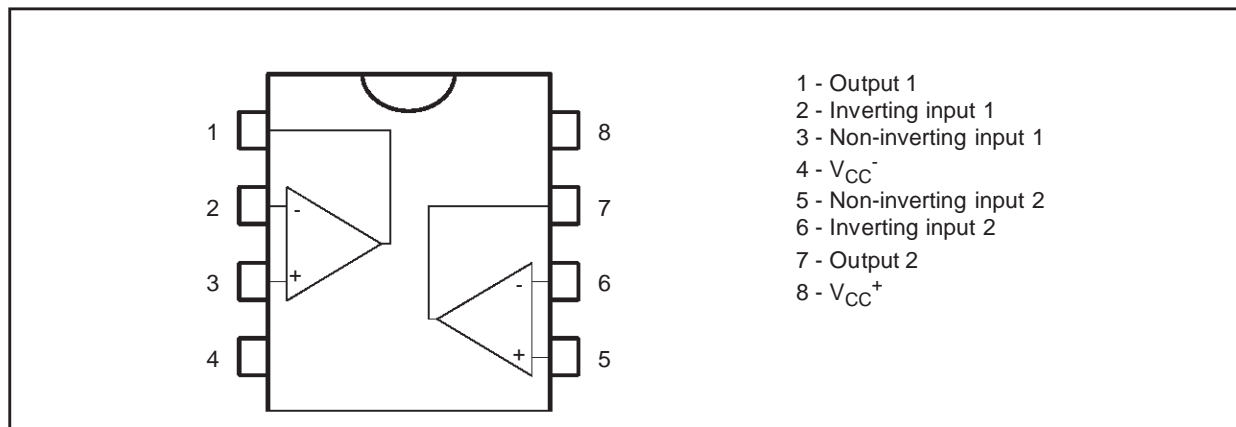 1
2
-
3
+
4
8
7
6
-
5
+
1 - Output 1
2 - Inverting input 1
3 - Non-inverting input 1
4 - VCC-
5 - Non-inverting input 2
6 - Inverting input 2
7 - Output 2
8 - VCC+